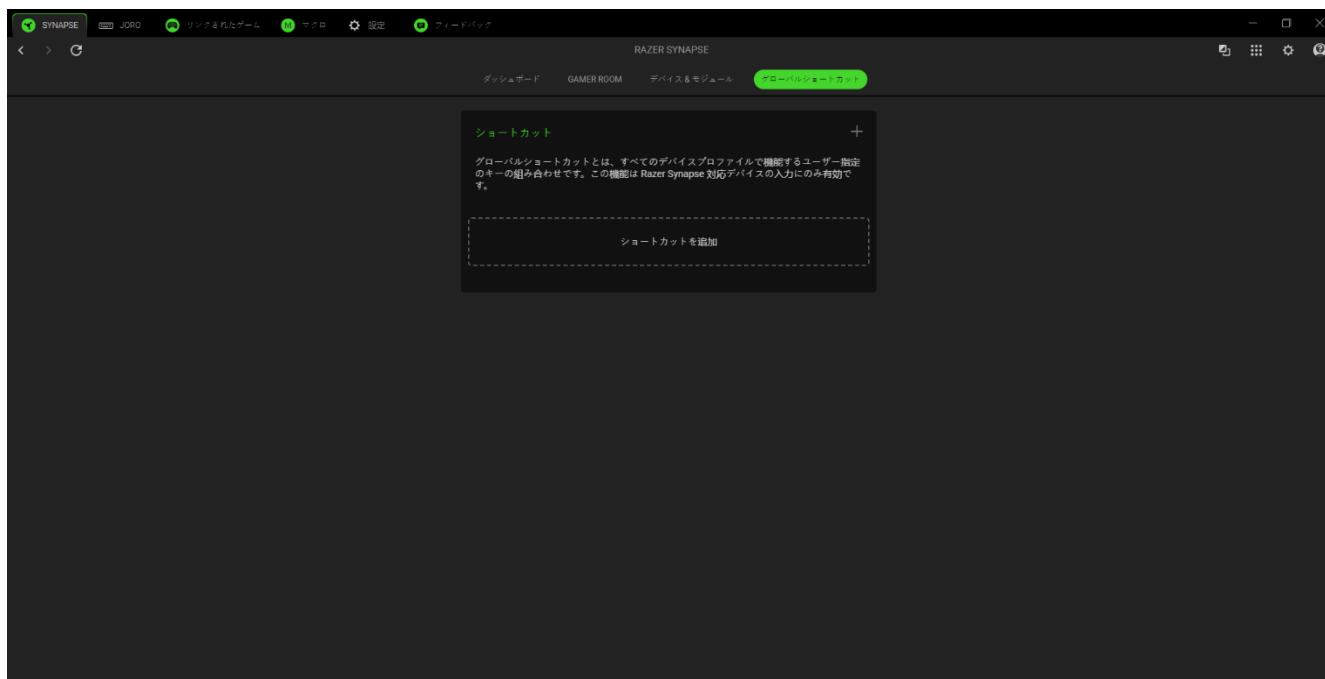 SYNAPSE JORO リンクされたゲーム マクロ 設定 フィードバック
RAZER SYNAPSE
ダッシュボード GAMER ROOM デバイス & モジュール グローバルショートカット
ショートカット
グローバルショートカットとは、すべてのデバイスプロファイルで機能するユーザー指定
のキーの組み合わせです。この機能は Razer Synapse 対応デバイスの入力にのみ有効で
す。
ショートカットを追加